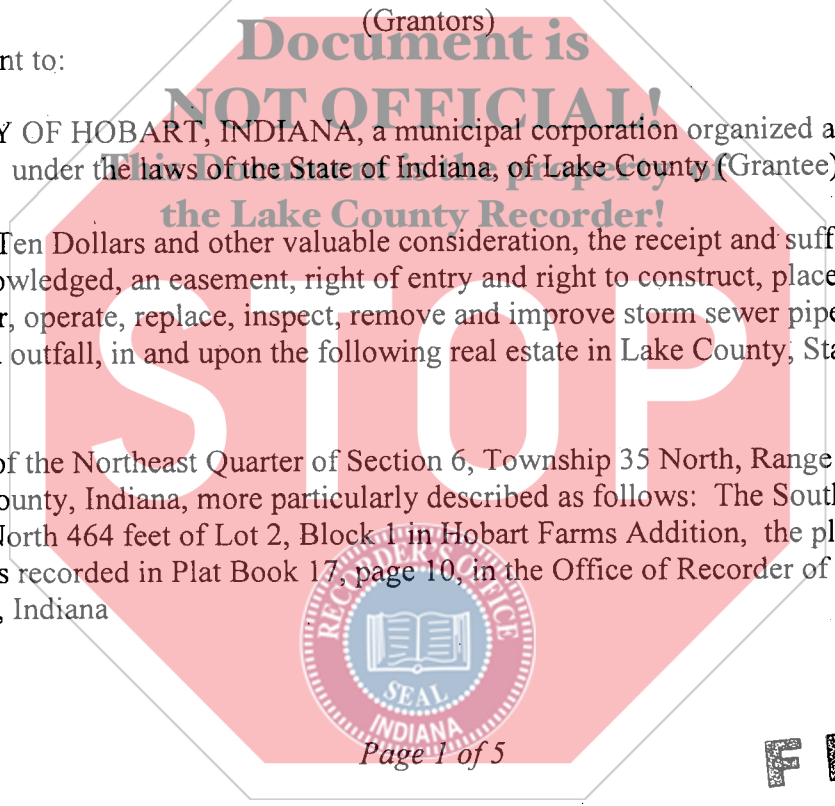 (Grantors)
Document is
nt to:
NOT OFFICIAL!
Y OF HOBART, INDIANA, a municipal corporation organized a
This Document is the property of
under the laws of the State of Indiana, of Lake County (Grantee)
the Lake County Recorder!
Ten Dollars and other valuable consideration, the receipt and suff
owledged, an easement, right of entry and right to construct, place
r, operate, replace, inspect, remove and improve storm sewer pipe
outfall, in and upon the following real estate in Lake County, Sta
STOP
of the Northeast Quarter of Section 6, Township 35 North, Range
ounty, Indiana, more particularly described as follows: The Sout
North 464 feet of Lot 2, Block 1 in Hobart Farms Addition, the pl
s recorded in Plat Book 17, page 10, in the Office of Recorder of
, Indiana
RECORDER'S OFFICE
SEAL
INDIANA
Page 1 of 5
F